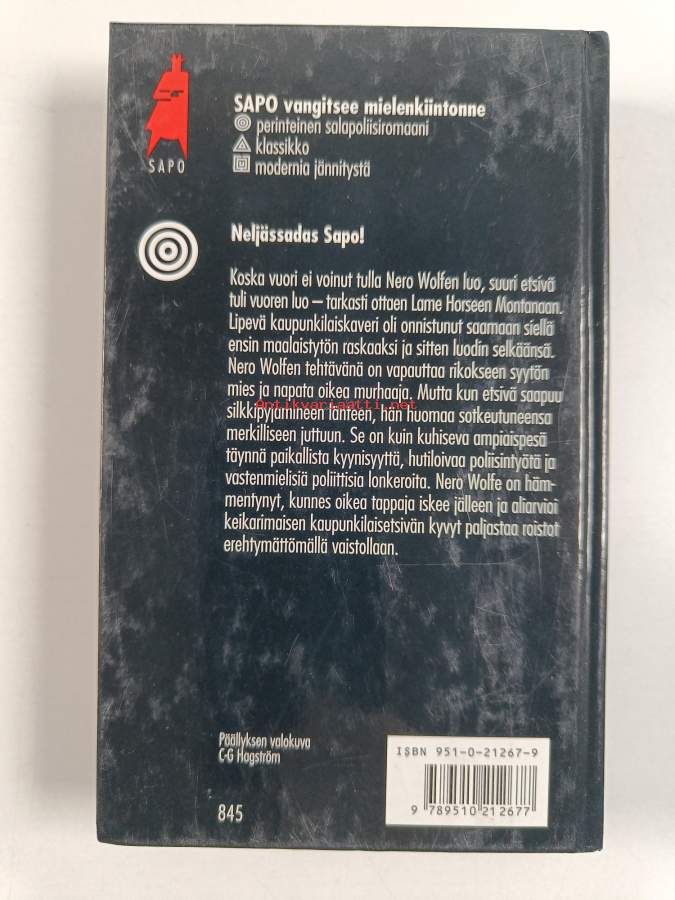 SAPO
SAPO vangitsee mielenkiintonne
perinteinen salapoliisiromaani
klassikko
modernia jännitystä
Neljässadas Sapo!
Koska vuori ei voinut tulla Nero Wolfen luo, suuri etsivä
tuli vuoren luo – tarkasti ottaen Lame Horseen Montanaan.
Lipevä kaupunkilaiskaveri oli onnistunut saamaan siellä
ensin maalaistytön raskaaksi ja sitten luodin selkäänsä.
Nero Wolfen tehtävänä on vapauttaa rikokseen syytön
mies ja napata oikea murhaaja. Mutta kun etsivä saapuu
Antikvariaatti.net
silkkipyjamineen länteen, hän huomaa sotkeutuneensa
merkilliseen juttuun. Se on kuin kuhiseva ampiaispesä
täynnä paikallista kyynisyyttä, hutiloivaa poliisintyötä ja
vastenmielisiä poliittisia lonkeroita. Nero Wolfe on häm-
mentynyt, kunnes oikea tappaja iskee jälleen ja aliarvioi
keikarimaisen kaupunkilaisetsivän kyvyt paljastaa roistot
erehtymättömällä vaistollaan.
Päällyksen valokuva
C-G Hagström
845
ISBN 951-0-21267-9
9 789510 212677